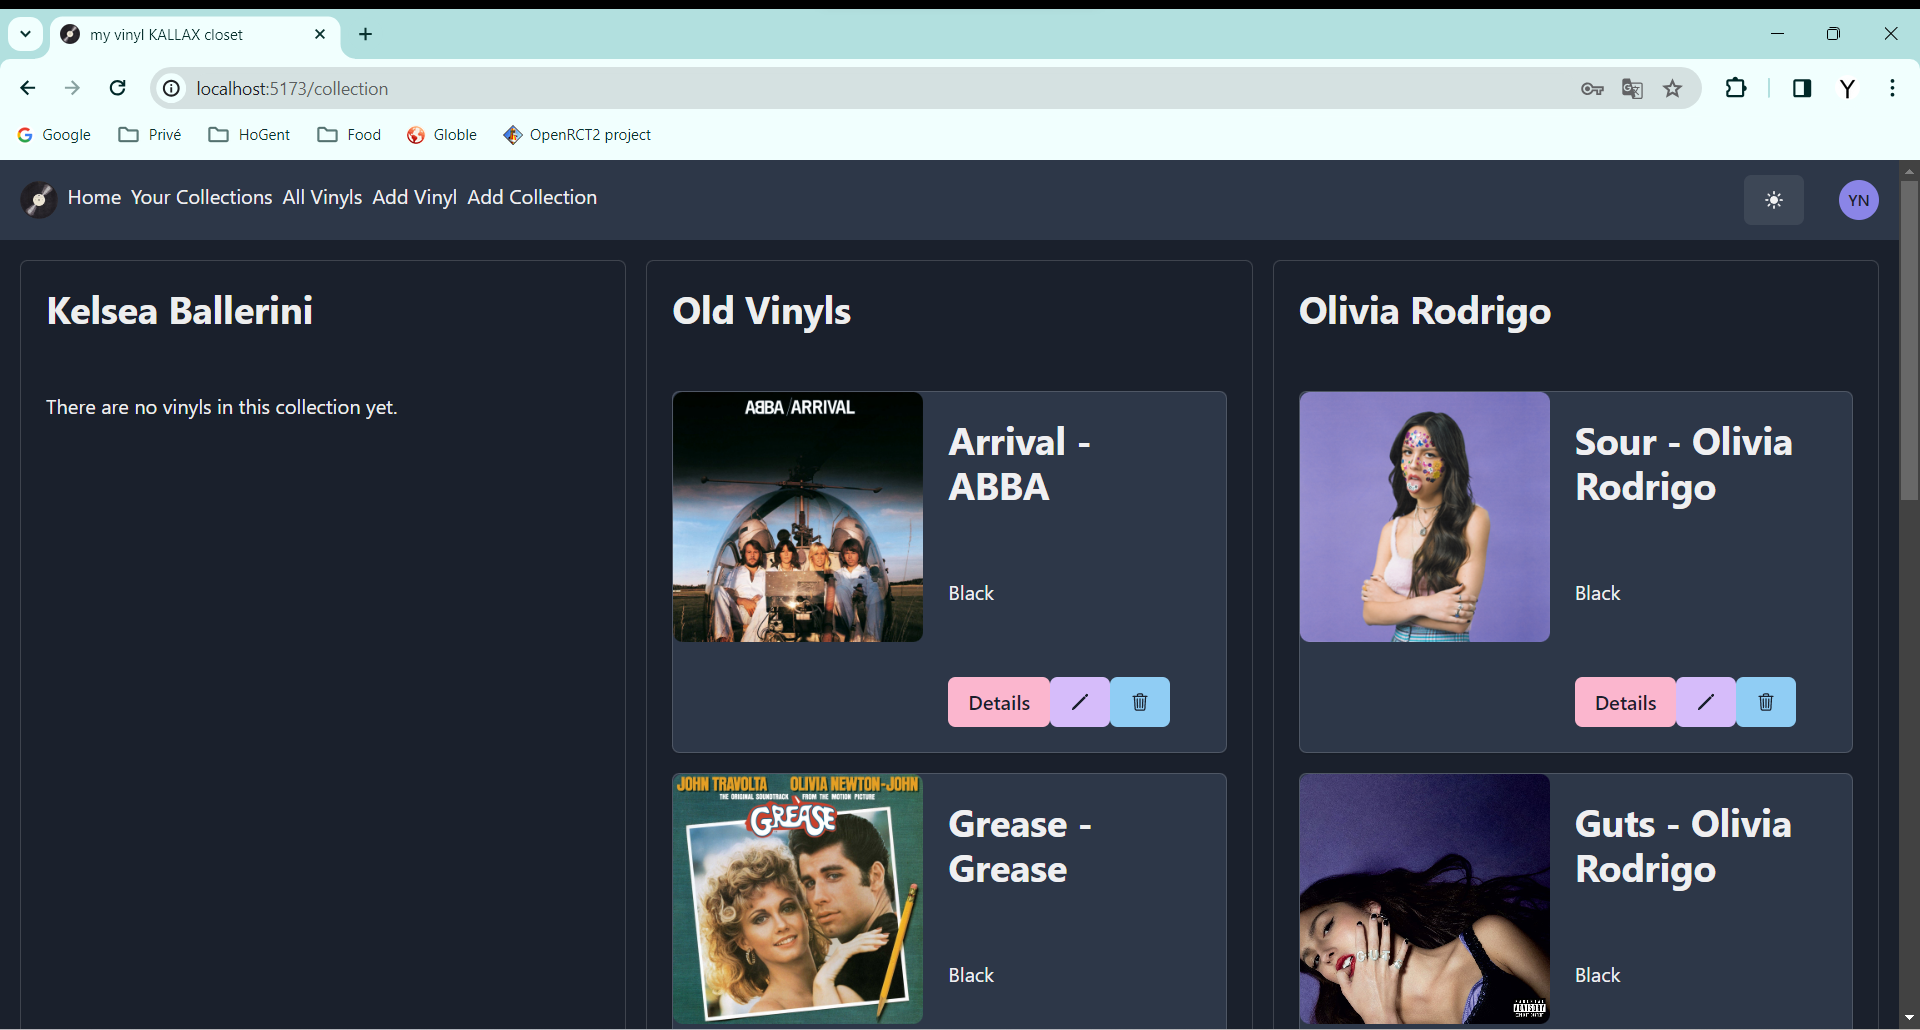 my vinyl KALLAX closet
localhost:5173/collection
Y
Google Privé HoGent Food Globle OpenRCT2 project
Home Your Collections All Vinyls Add Vinyl Add Collection
YN
Kelsea Ballerini
There are no vinyls in this collection yet.
Old Vinyls
ABBA/ARRIVAL
Arrival -
ABBA
Black
Details
JOHN TRAVOLTA OLIVIA NEWTON-JOHN
THE ORIGINAL SOUNDTRACK FROM THE MOTION PICTURE
GREASE
Grease -
Grease
Black
Olivia Rodrigo
Sour - Olivia
Rodrigo
Black
Details
Guts - Olivia
Rodrigo
Black